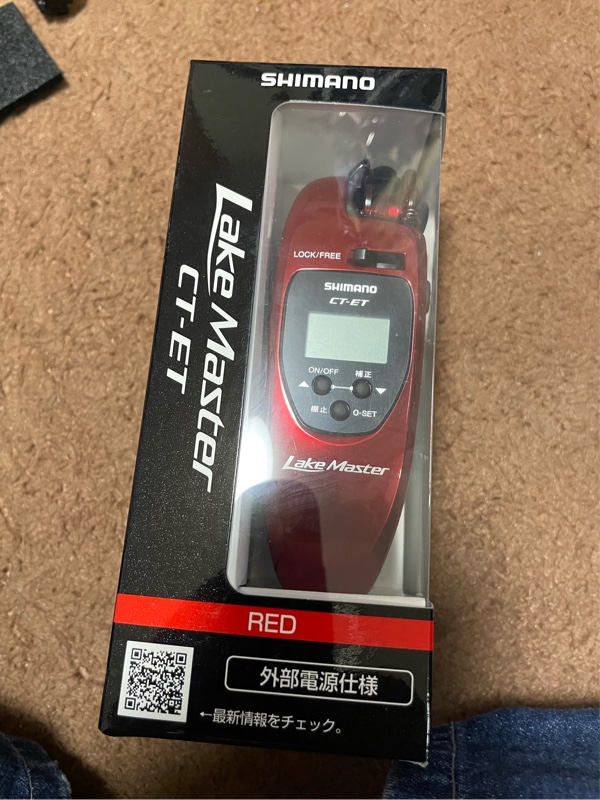 SHIMANO
Lake Master
CT-ET
LOCK/FREE
SHIMANO
CT-ET
ON/OFF 補正
棚止 0-SET
Lake Master
RED
外部電源仕様
←最新情報をチェック。